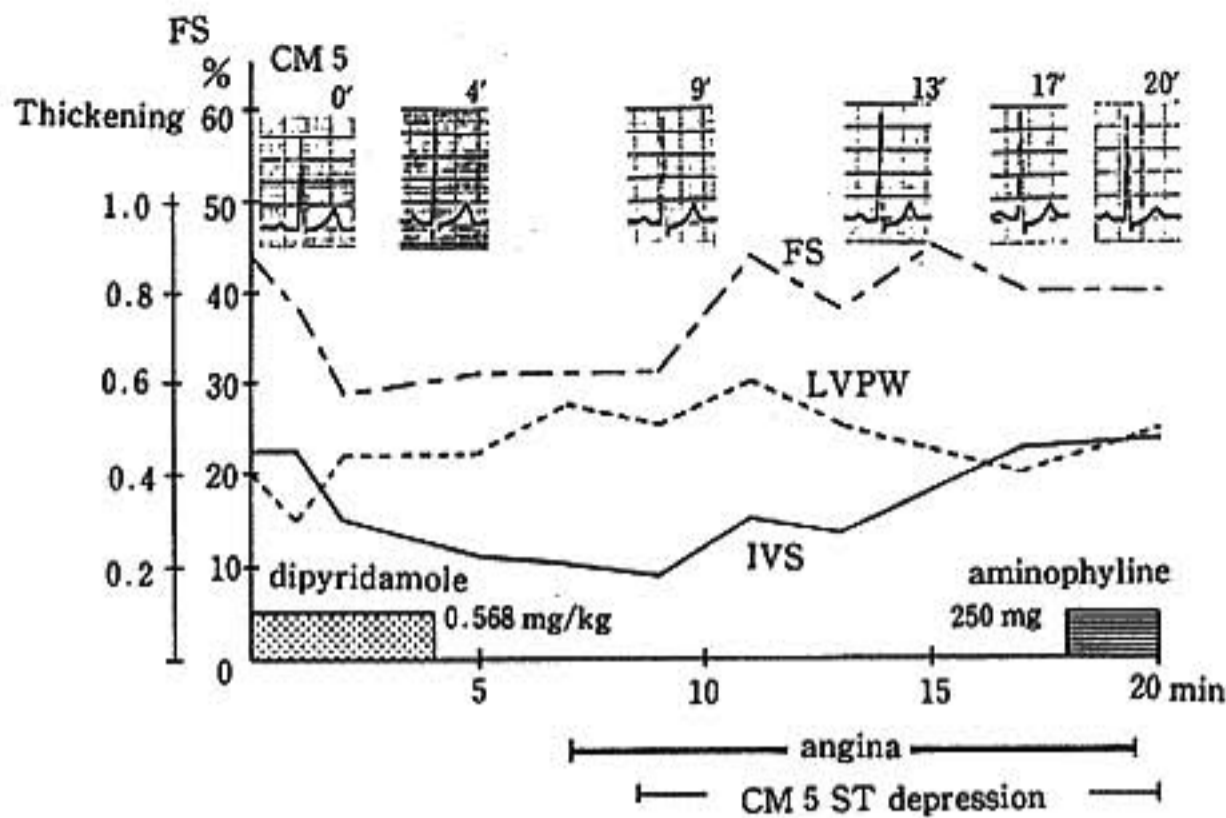 FS
%
CM 5
0′ 4′ 9′ 13′ 17′ 20′
Thickening
60
1.0 50
0.8 40
0.6 30
0.4 20
0.2 10
0
FS
LVPW
IVS
dipyridamole
0.568 mg/kg
aminophyline
250 mg
5 10 15 20 min
angina
CM 5 ST depression